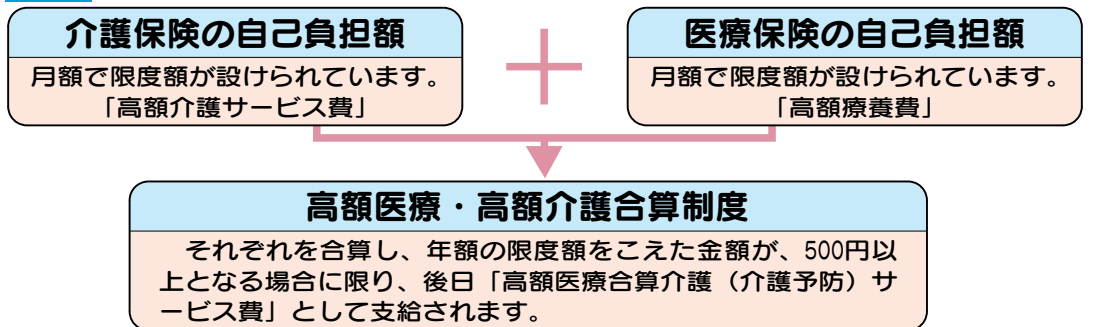 介護保険の自己負担額
月額で限度額が設けられています。
「高額介護サービス費」
＋
医療保険の自己負担額
月額で限度額が設けられています。
「高額療養費」
高額医療・高額介護合算制度
それぞれを合算し、年額の限度額をこえた金額が、500円以
上となる場合に限り、後日「高額医療合算介護（介護予防）サ
ービス費」として支給されます。